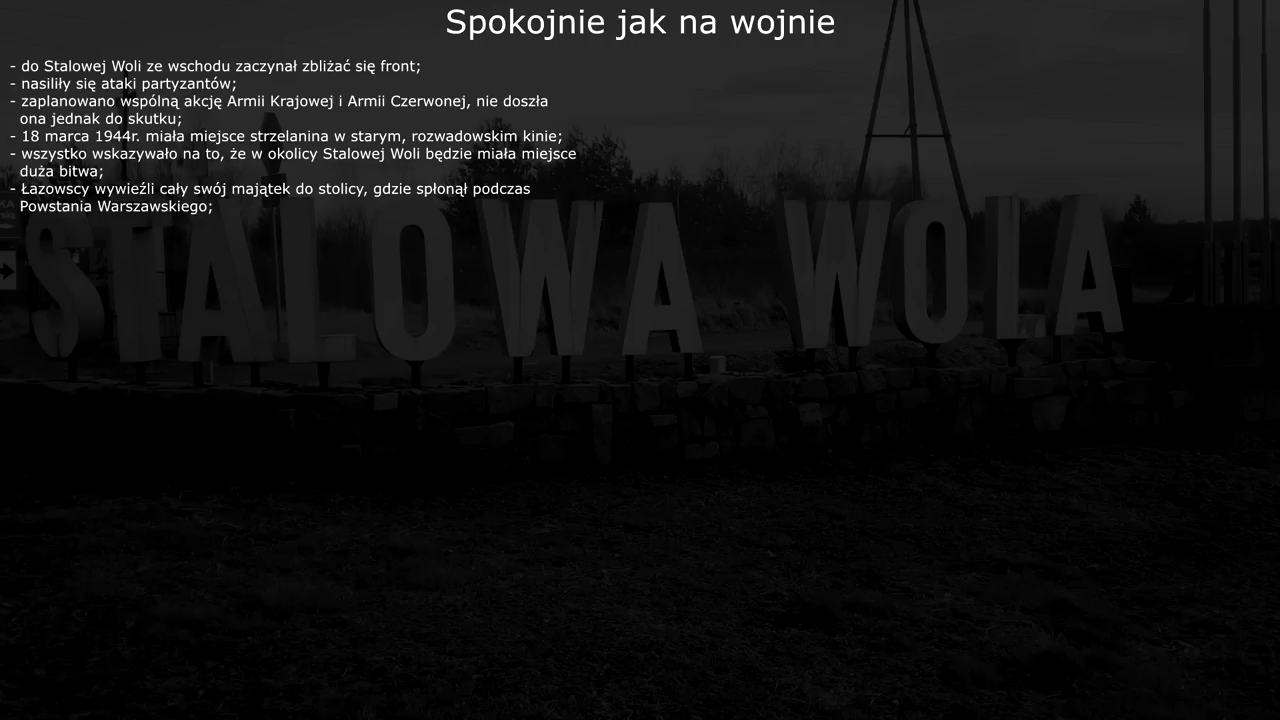 Spokojnie jak na wojnie
- do Stalowej Woli ze wschodu zaczynał zbliżać się front;
- nasiliły się ataki partyzantów;
- zaplanowano wspólną akcję Armii Krajowej i Armii Czerwonej, nie doszła
ona jednak do skutku;
- 18 marca 1944r. miała miejsce strzelanina w starym, rozwadowskim kinie;
- wszystko wskazywało na to, że w okolicy Stalowej Woli będzie miała miejsce
duża bitwa;
- Łazowscy wywieźli cały swój majątek do stolicy, gdzie spłonął podczas
Powstania Warszawskiego;
STALOWA WOLA